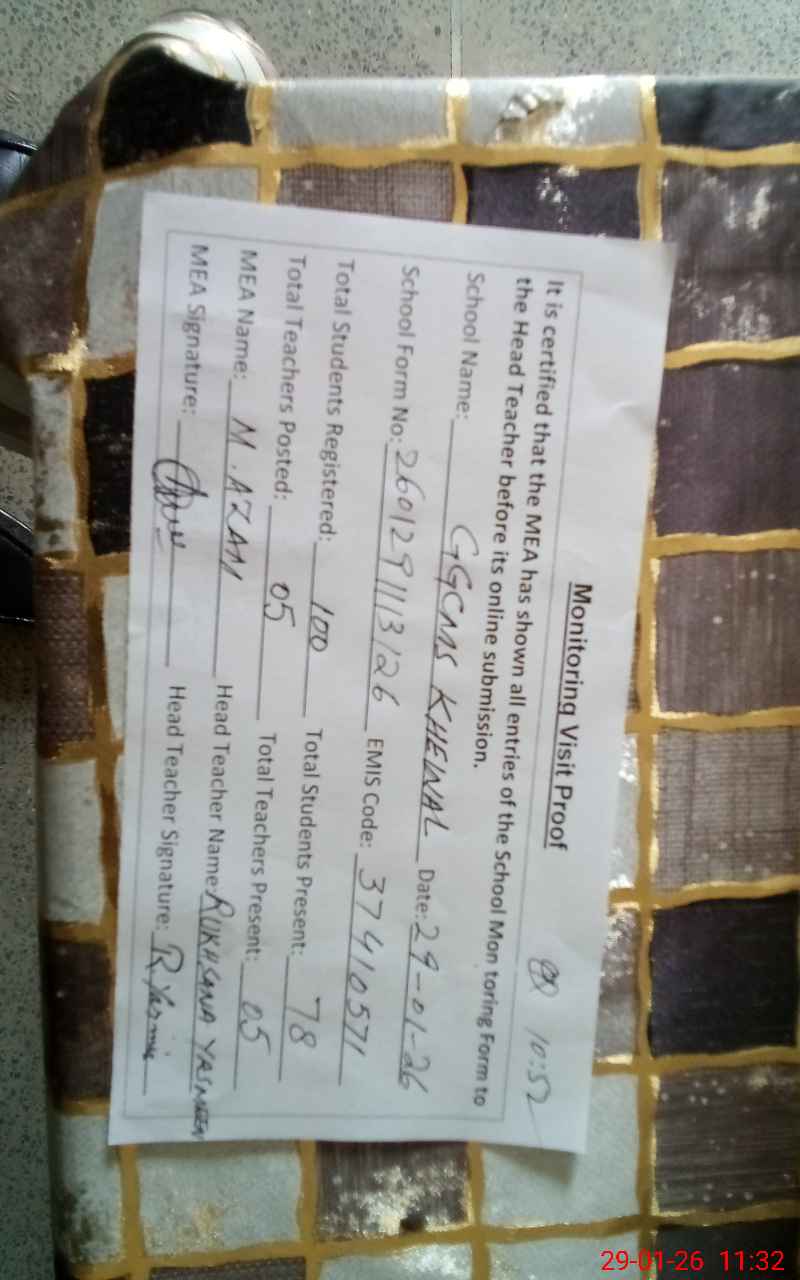 Monitoring Visit Proof
10:52
It is certified that the MEA has shown all entries of the School Mon toring Form to
the Head Teacher before its online submission.
School Name: GGCMS KHEWAL Date: 29-01-26
School Form No: 2601291113126 EMIS Code: 37410571
Total Students Registered: 100 Total Students Present: 78
Total Teachers Posted: 05 Total Teachers Present: 05
MEA Name: M. AZAM Head Teacher Name: RUKHSANA YASMEEN
MEA Signature: Head Teacher Signature: R Yasmin
29-01-26 11:32